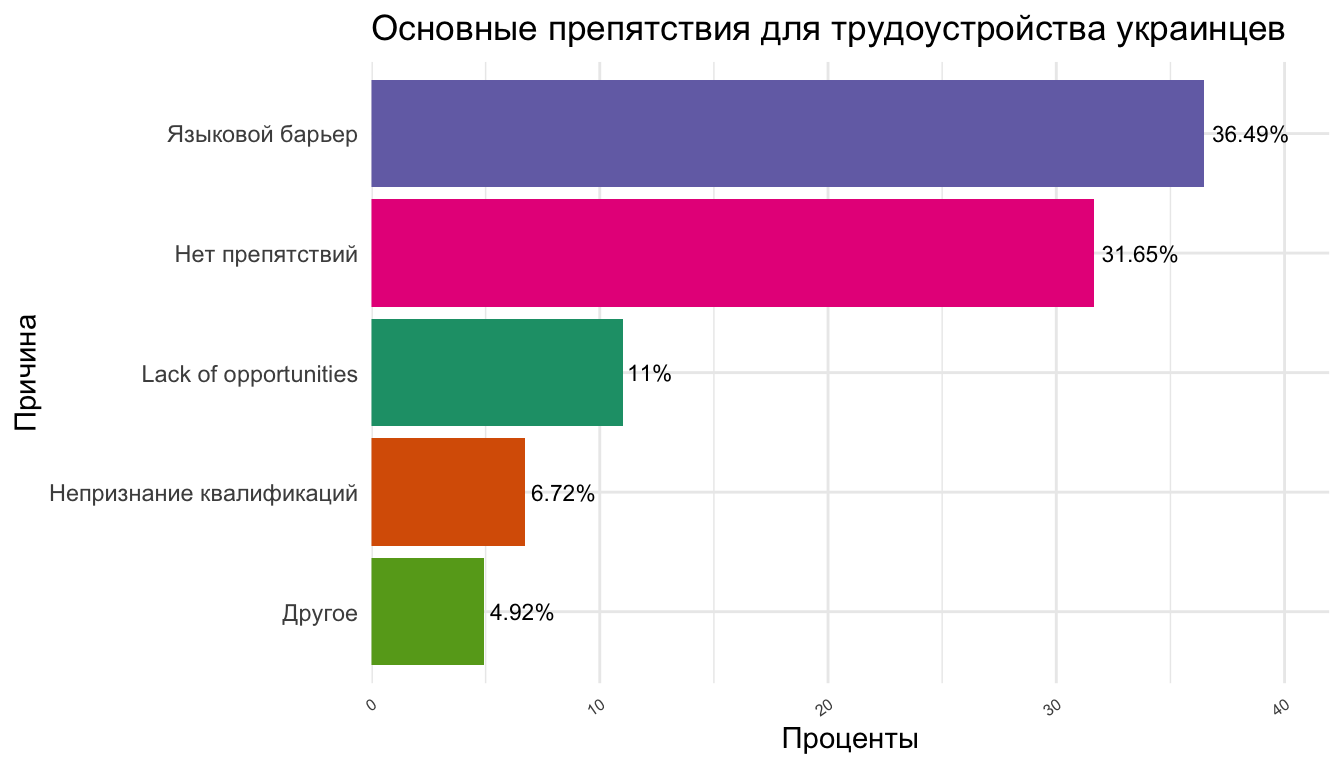 Основные препятствия для трудоустройства украинцев
Причина
Языковой барьер
36.49%
Нет препятствий
31.65%
Lack of opportunities
11%
Непризнание квалификаций
6.72%
Другое
4.92%
0
10
20
30
40
Проценты